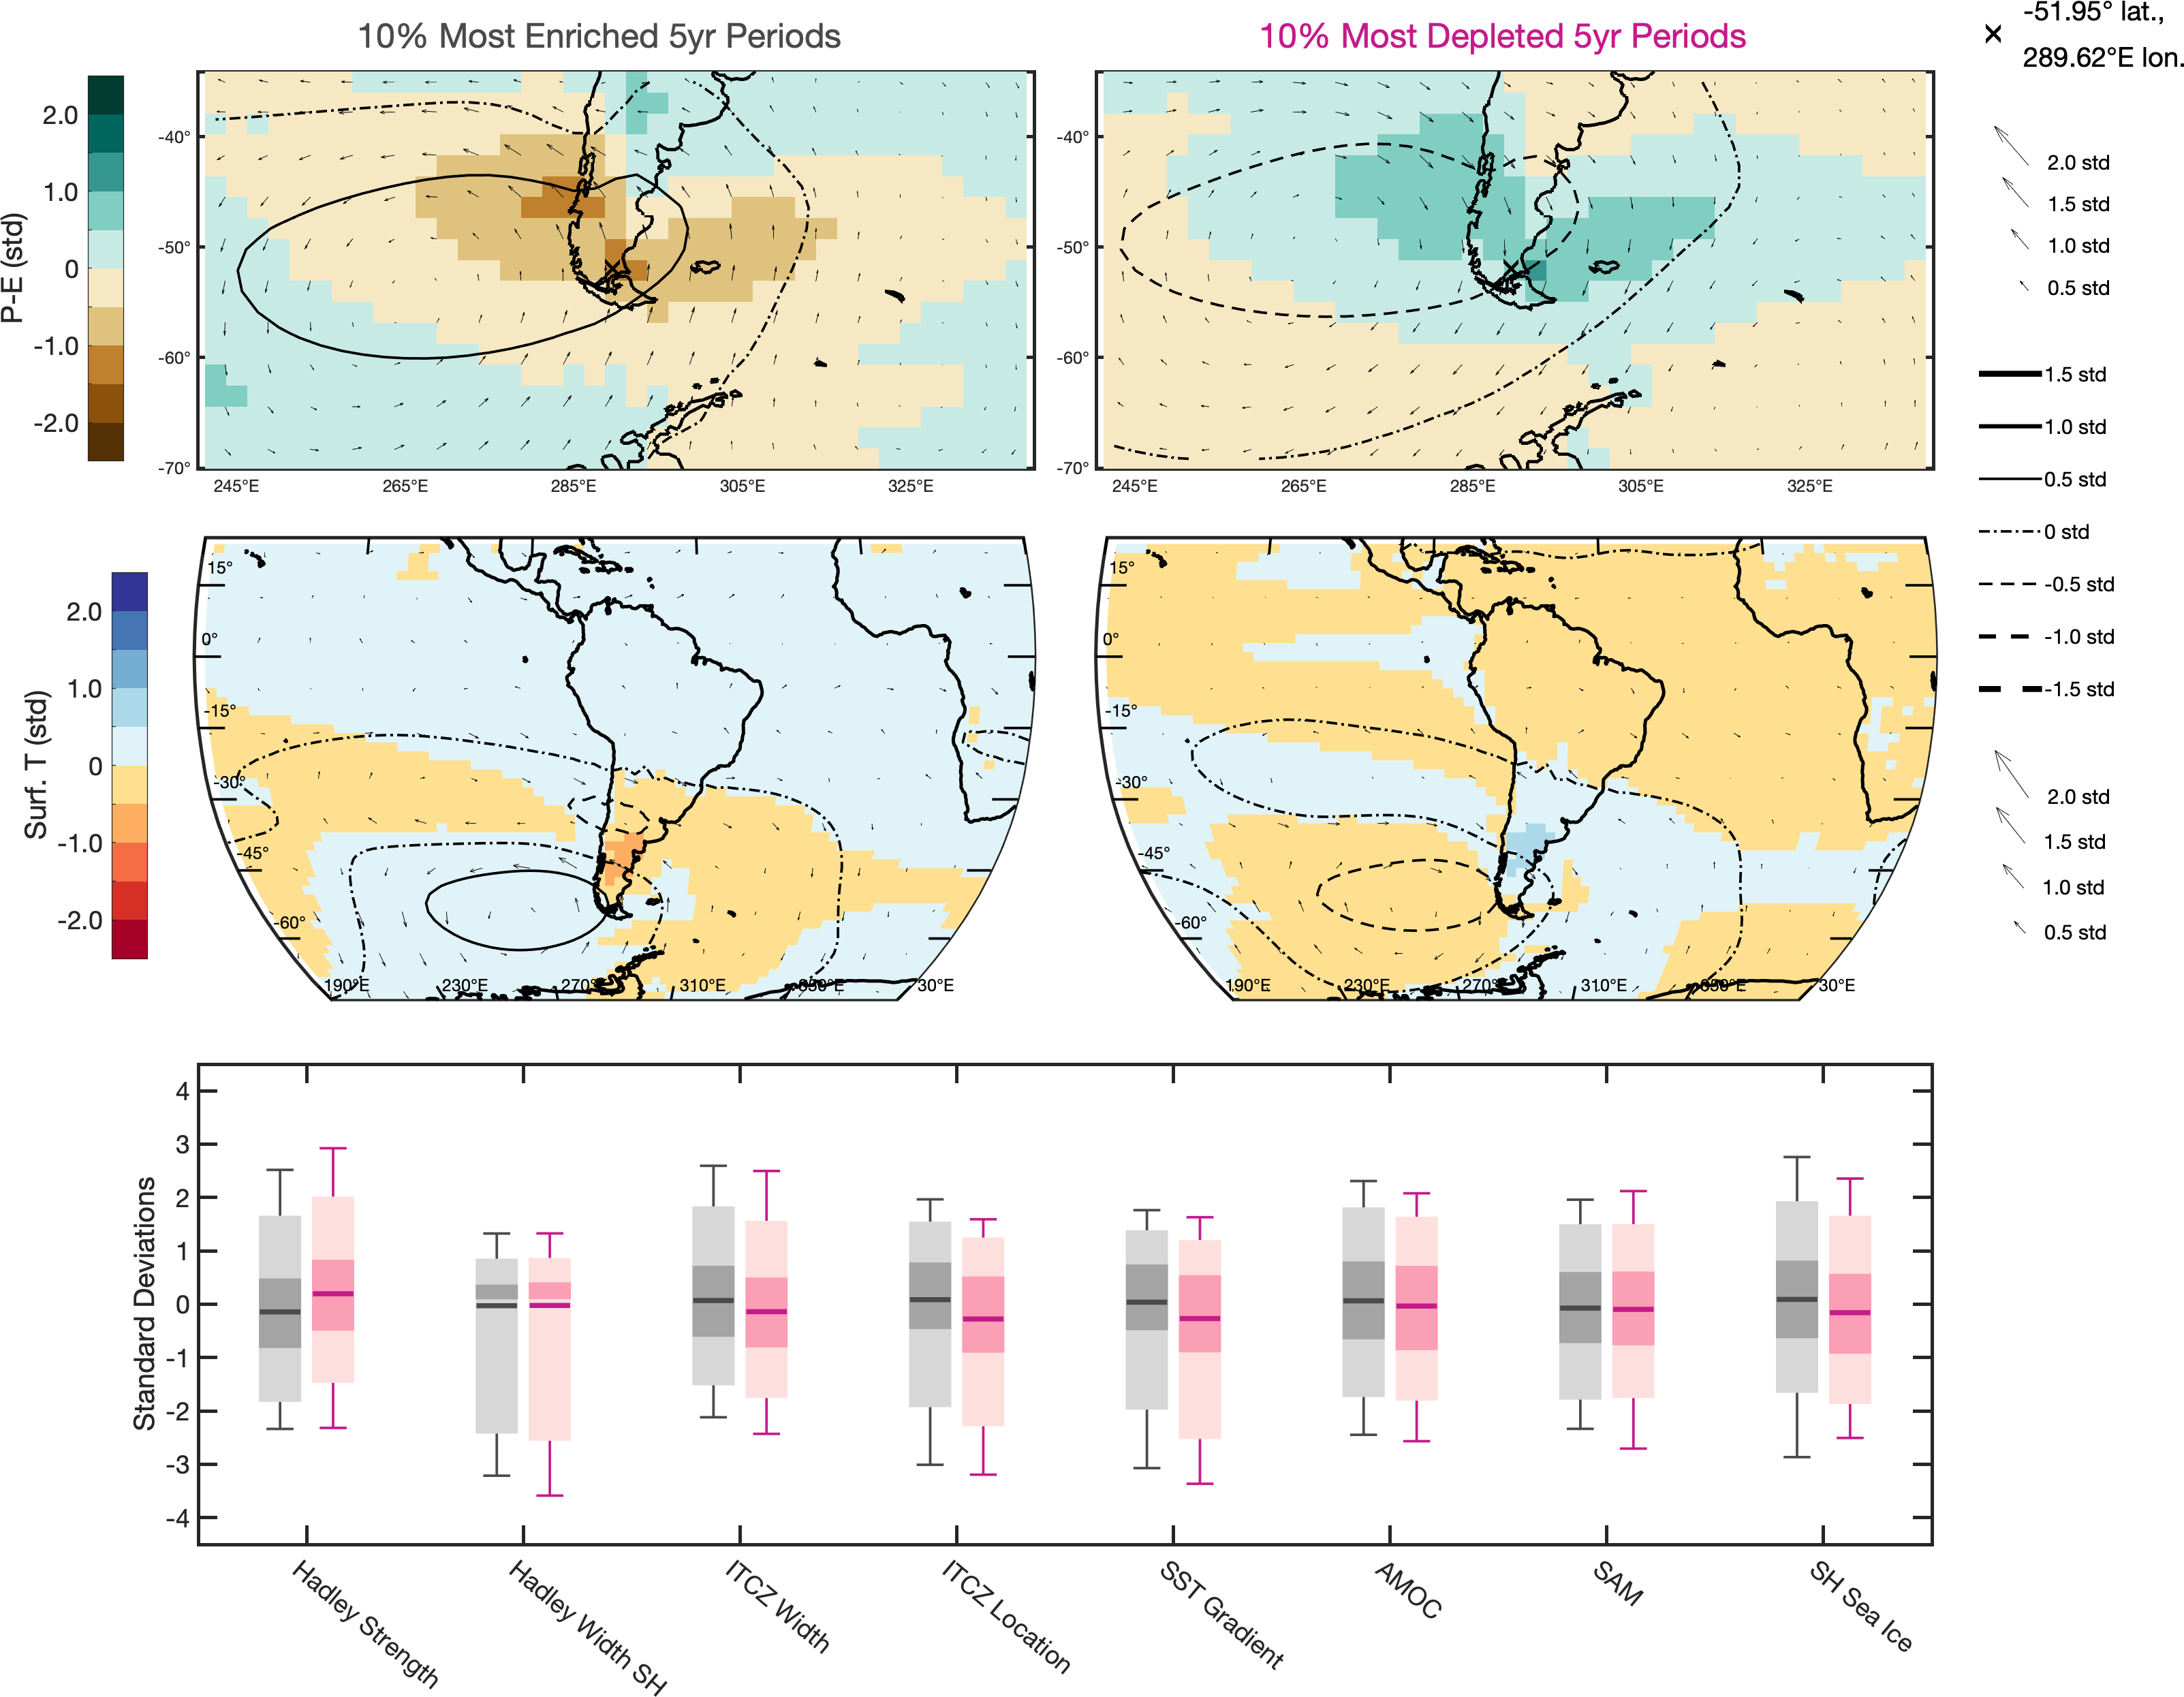 10% Most Enriched 5yr Periods
10% Most Depleted 5yr Periods
-51.95° lat.,
289.62°E lon.
P-E (std)
2.0
1.0
0
-1.0
-2.0
-40°
-50°
-60°
-70°
245°E
265°E
285°E
305°E
325°E
-40°
-50°
-60°
-70°
245°E
265°E
285°E
305°E
325°E
2.0 std
1.5 std
1.0 std
0.5 std
1.5 std
1.0 std
0.5 std
0 std
-0.5 std
-1.0 std
-1.5 std
Surf. T (std)
2.0
1.0
0
-1.0
-2.0
15°
0°
-15°
-30°
-45°
-60°
190°E
230°E
270°
310°E
350°E
30°E
15°
0°
-15°
-30°
-45°
-60°
190°E
230°E
270°
310°E
350°E
30°E
2.0 std
1.5 std
1.0 std
0.5 std
Standard Deviations
4
3
2
1
0
-1
-2
-3
-4
Hadley Strength
Hadley Width SH
ITCZ Width
ITCZ Location
SST Gradient
AMOC
SAM
SH Sea Ice